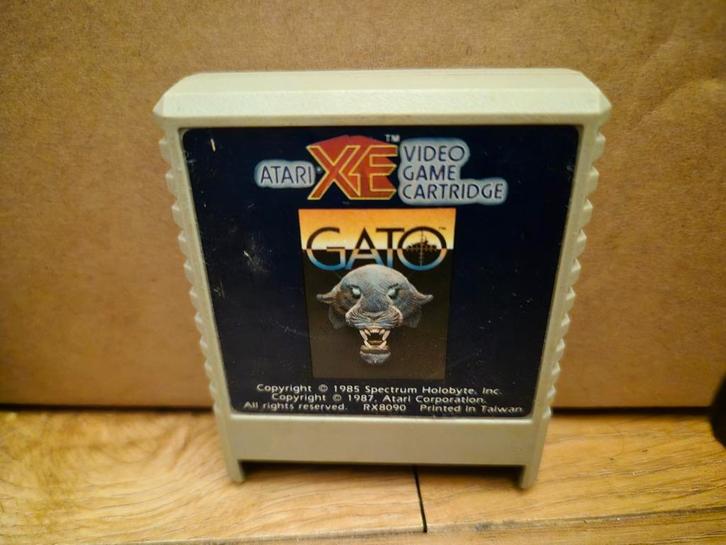 ATARI XE™ VIDEO
GAME
CARTRIDGE
GATO™
Copyright © 1985 Spectrum Holobyte, Inc.
Copyright © 1987, Atari Corporation.
All rights reserved. RX8090 Printed in Taiwan